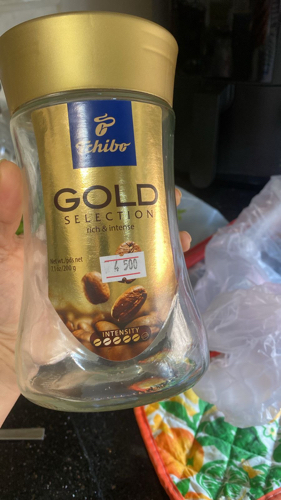 Tchibo
GOLD
SELECTION
rich & intense
4 500
INTENSITY